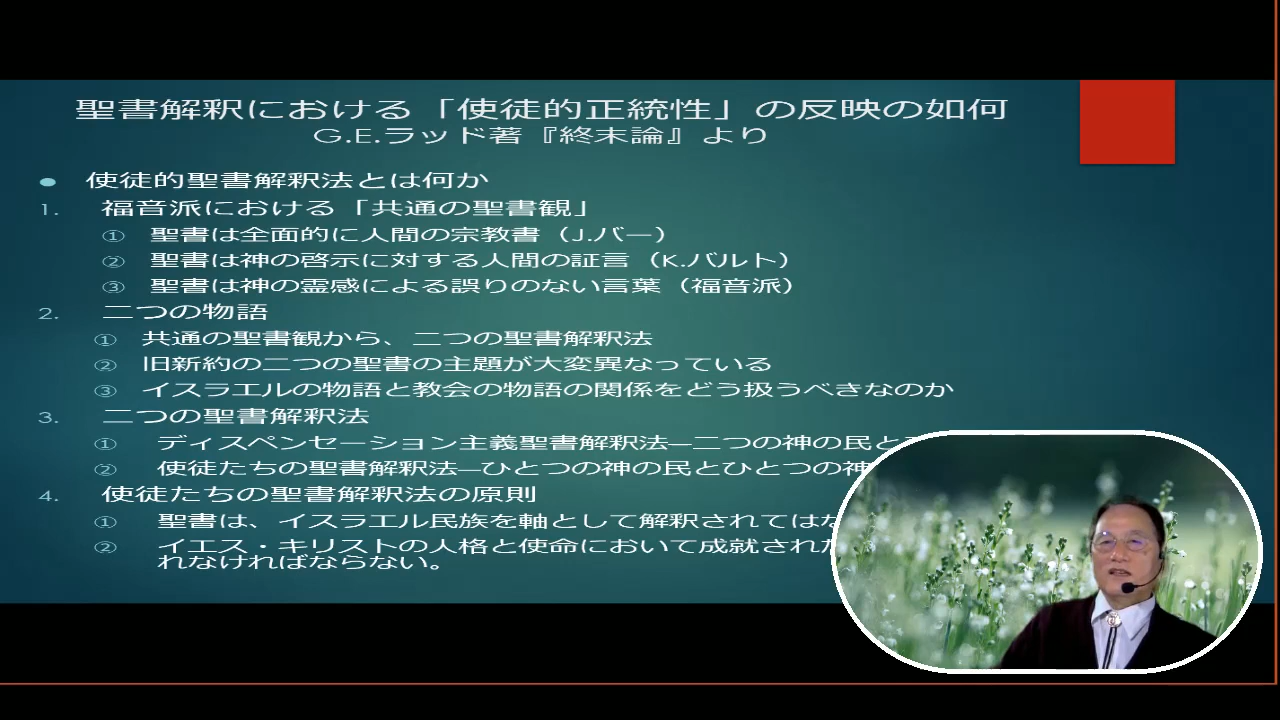 聖書解釈における「使徒的正統性」の反映の如何
G.E.ラッド著『終末論』より
● 使徒的聖書解釈法とは何か
1. 福音派における「共通の聖書観」
① 聖書は全面的に人間の宗教書（J.バー）
② 聖書は神の啓示に対する人間の証言（K.バルト）
③ 聖書は神の霊感による誤りのない言葉（福音派）
2. 二つの物語
① 共通の聖書観から、二つの聖書解釈法
② 旧新約の二つの聖書の主題が大変異なっている
③ イスラエルの物語と教会の物語の関係をどう扱うべきなのか
3. 二つの聖書解釈法
① ディスペンセーション主義聖書解釈法―二つの神の民と
② 使徒たちの聖書解釈法―ひとつの神の民とひとつの神
4. 使徒たちの聖書解釈法の原則
① 聖書は、イスラエル民族を軸として解釈されてはな
② イエス・キリストの人格と使命において成就された
れなければならない。